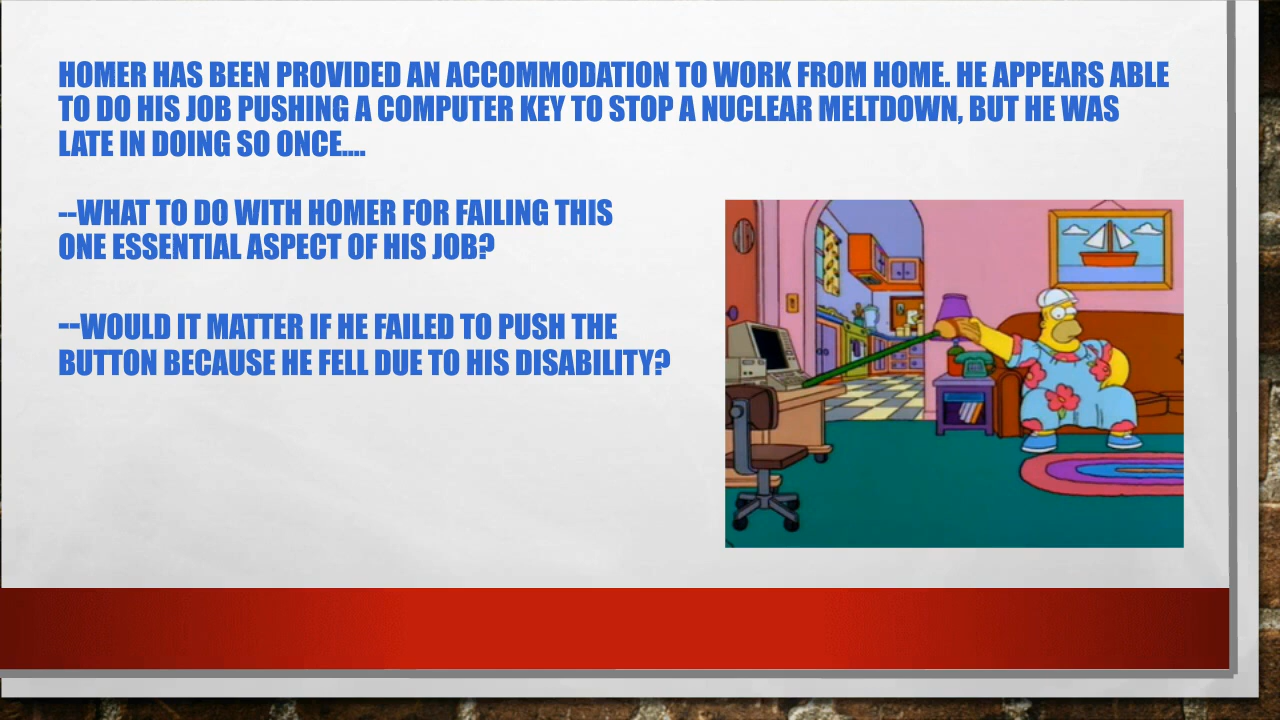 HOMER HAS BEEN PROVIDED AN ACCOMMODATION TO WORK FROM HOME. HE APPEARS ABLE
TO DO HIS JOB PUSHING A COMPUTER KEY TO STOP A NUCLEAR MELTDOWN, BUT HE WAS
LATE IN DOING SO ONCE....
--WHAT TO DO WITH HOMER FOR FAILING THIS
ONE ESSENTIAL ASPECT OF HIS JOB?
--WOULD IT MATTER IF HE FAILED TO PUSH THE
BUTTON BECAUSE HE FELL DUE TO HIS DISABILITY?